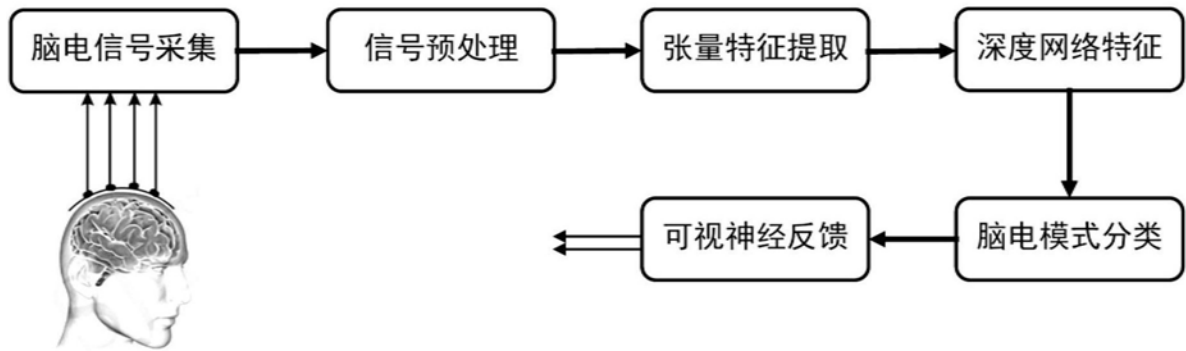 脑电信号采集
信号预处理
张量特征提取
深度网络特征
可视神经反馈
脑电模式分类